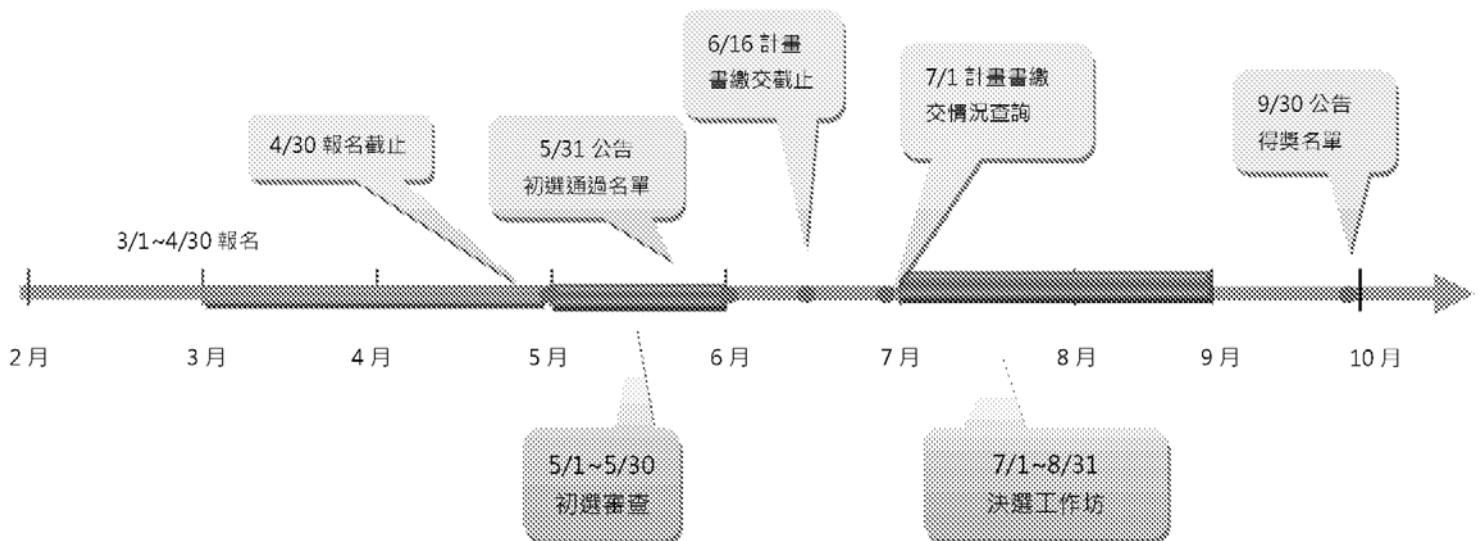 6/16 計畫
書繳交截止
7/1 計畫書繳
交情況查詢
9/30 公告
得獎名單
4/30 報名截止
5/31 公告
初選通過名單
3/1~4/30 報名
2 月
3 月
4 月
5 月
6 月
7 月
8 月
9 月
10 月
5/1~5/30
初選審查
7/1~8/31
決選工作坊